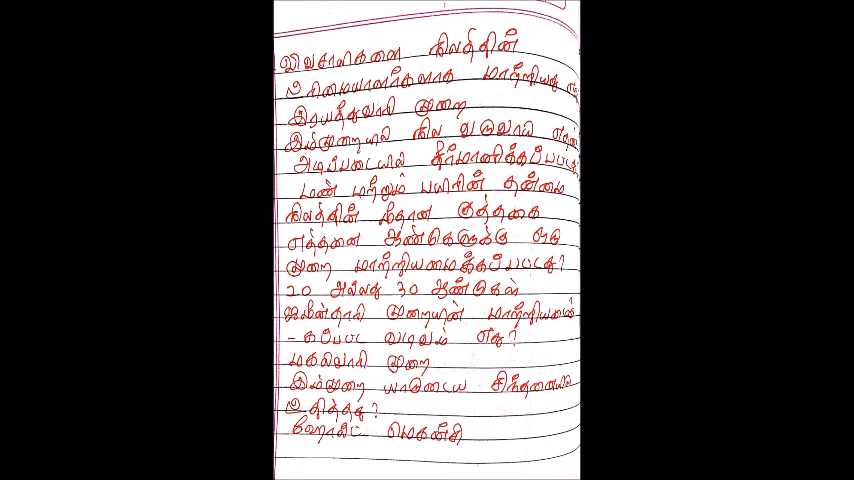 விவசாயிகளை நிலத்தின்
உரிமையாளர்களாக மாற்றியது எது
இரயத்துவாரி முறை
இம்முறையில் நில வருவாய் எதன்
அடிப்படையில் தீர்மானிக்கப்பட்டது
மண் மற்றும் பயிரின் தன்மை
நிலத்தின் மீதான குத்தகை
எத்தனை ஆண்டுகளுக்கு ஒரு
முறை மாற்றியமைக்கப்பட்டது?
20 அல்லது 30 ஆண்டுகள்
ஜமீன்தாரி முறையின் மாற்றியமைக்
- கப்பட்ட வடிவம் எது?
மகல்வாரி முறை
இம்முறை யாருடைய சிந்தனையில்
உதித்தது?
ஹோல்ட் மெகன்சி